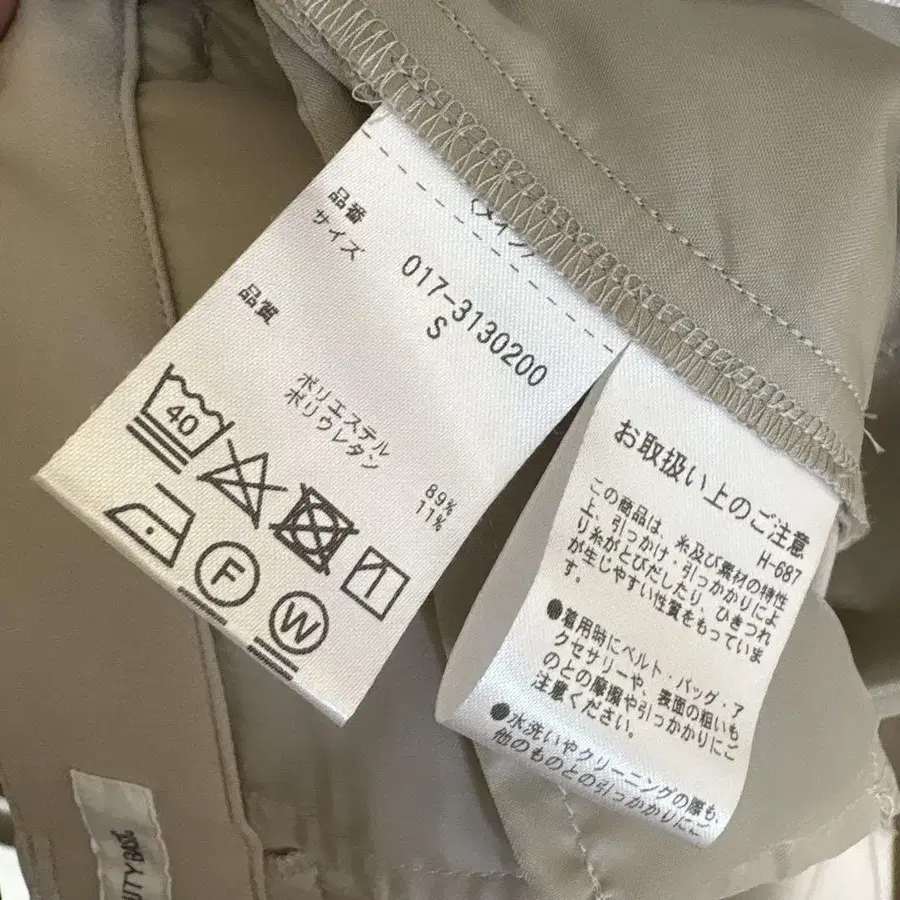 品番
017-3130200
サイズ
S
品質
ポリエステル
89%
ポリウレタン
11%
40
F
W
お取扱い上のご注意
H-687
この商品は、糸及び素材の特性
上、引っかけ・引っかかりによ
り糸がとびだしたり、ひきつれ
が生じやすい性質をもっていま
す。
●着用時にベルト・バッグ・ア
クセサリーや、表面の粗いも
のとの摩擦や引っかかりにご
注意ください。
●水洗いやクリーニングの際も、
他のものとの引っかかりにご